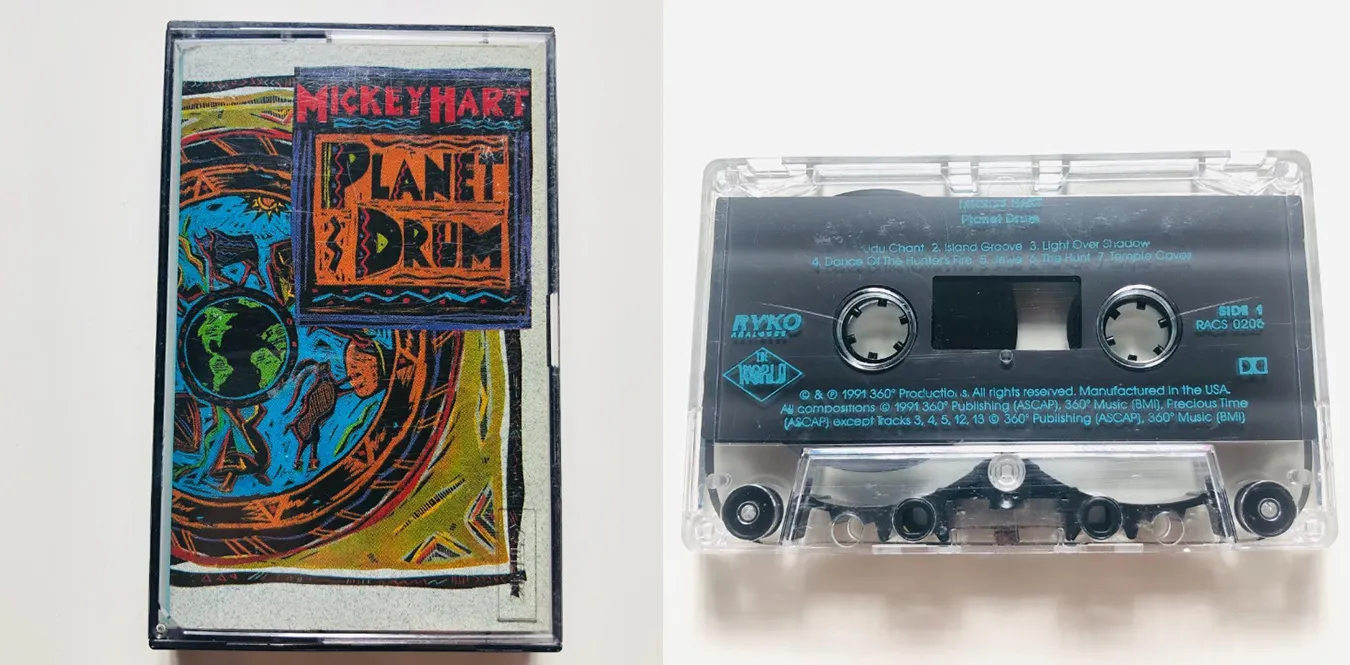 MICKEY HART
PLANET
DRUM
MICKEY HART
Planet Drum
Chant 2. Island Groove 3. Light Over Shadow
4. Dance Of The Hunter's Fire 5. Jewe 6. The Hunt 7. Temple Caves
RYKO
ANALOGUE
SIDE 1
RACS 0206
THE
WORLD
© & ℗ 1991 360° Productio s. All rights reserved. Manufactured in the USA.
All compositions © 1991 360° Publishing (ASCAP), 360° Music (BMI), Precious Time
(ASCAP) except tracks 3, 4, 5, 12, 13 © 360° Publishing (ASCAP), 360° Music (BMI)